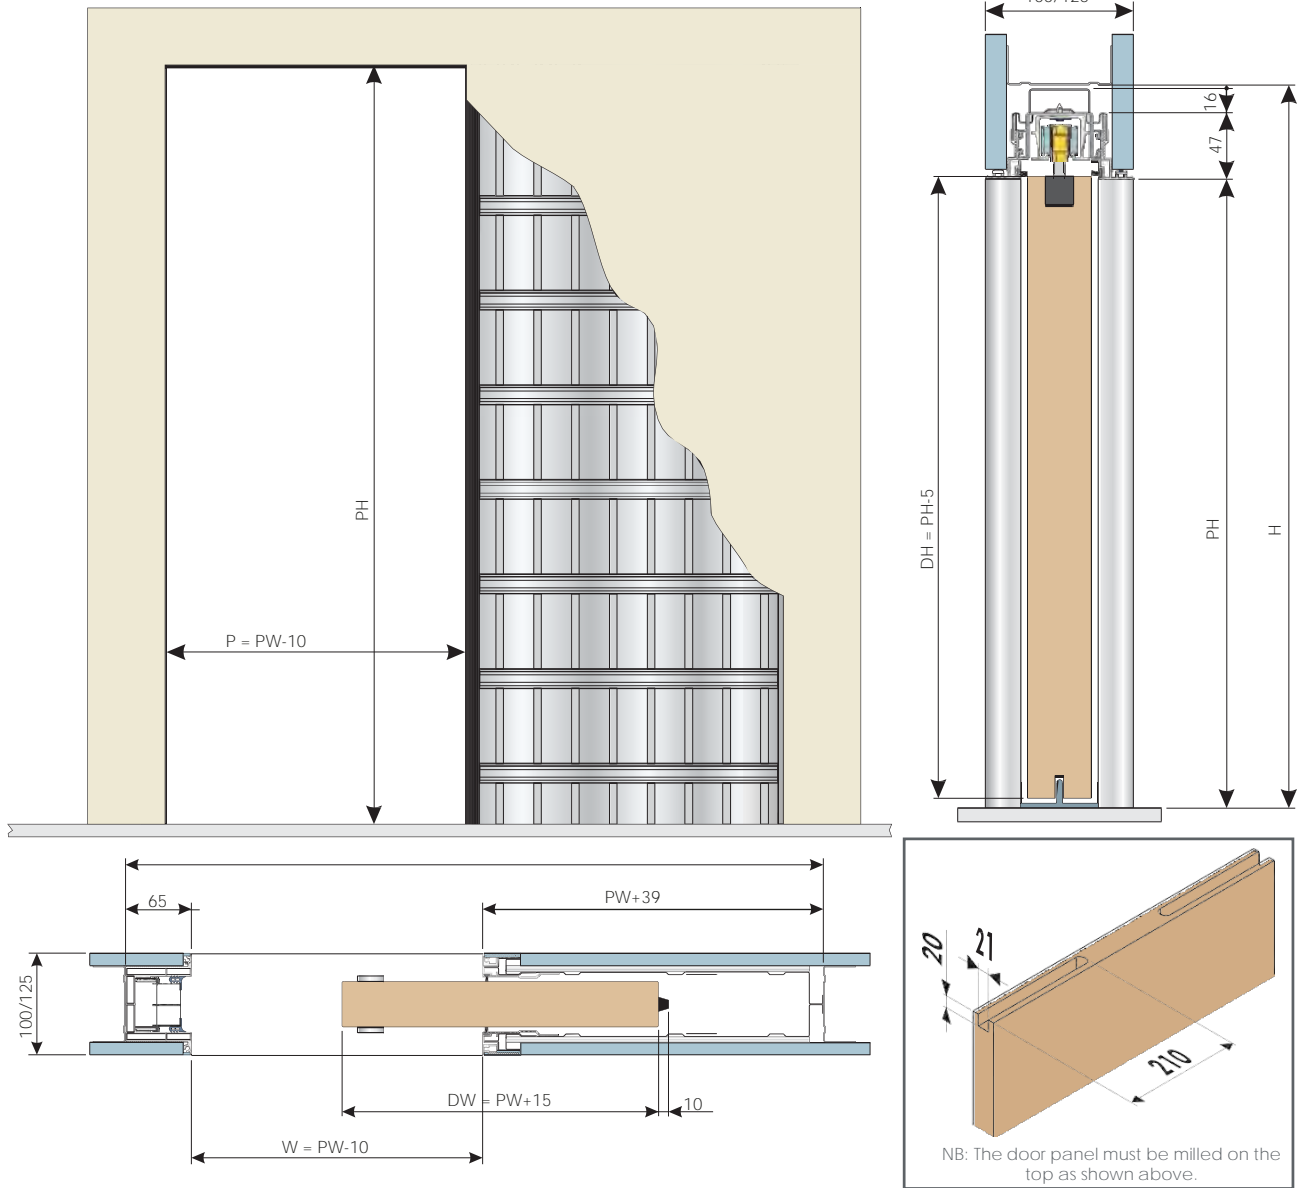 16
47
PH
DH = PH-5
PH
H
P = PW-10
65
PW+39
100/125
DW = PW+15
10
W = PW-10
20
21
210
NB: The door panel must be milled on the
top as shown above.